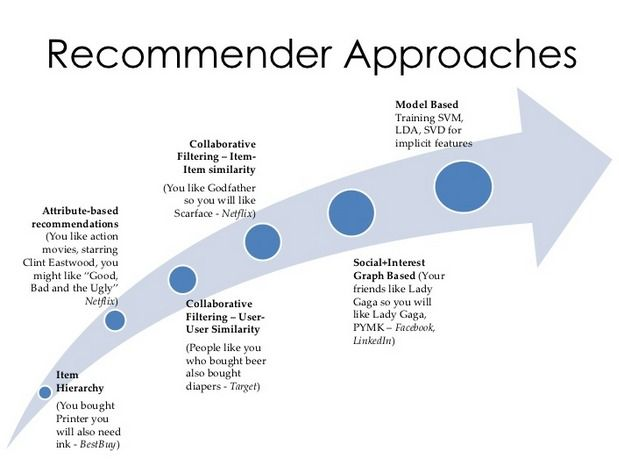 Recommender Approaches
Item
Hierarchy
(You bought
Printer you
will also need
ink - BestBuy)
Attribute-based
recommendations
(You like action
movies, starring
Clint Eastwood, you
might like “Good,
Bad and the Ugly”
Netflix)
Collaborative
Filtering – User-
User Similarity
(People like you
who bought beer
also bought
diapers - Target)
Collaborative
Filtering – Item-
Item similarity
(You like Godfather
so you will like
Scarface - Netflix)
Social+Interest
Graph Based (Your
friends like Lady
Gaga so you will
like Lady Gaga,
PYMK – Facebook,
LinkedIn)
Model Based
Training SVM,
LDA, SVD for
implicit features